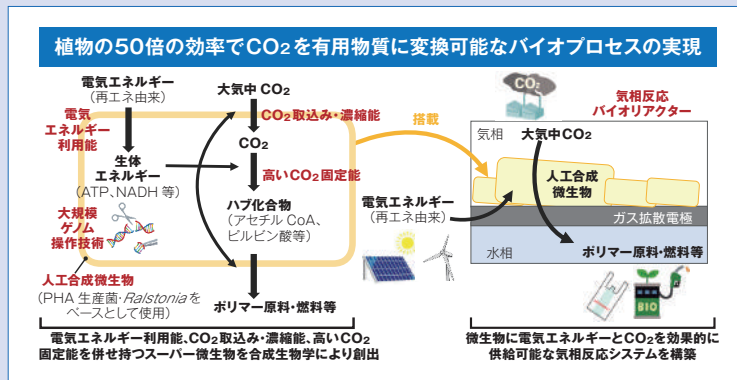 植物の50倍の効率でCO2を有用物質に変換可能なバイオプロセスの実現
電気エネルギー
(再エネ由来)
電気
エネルギー
利用能
生体
エネルギー
(ATP、NADH 等)
大規模
ゲノム
操作技術
人工合成微生物
(PHA 生産菌・Ralstoniaを
ベースとして使用)
大気中 CO2
CO2取込み・濃縮能
CO2
高いCO2固定能
ハブ化合物
(アセチル CoA、
ピルビン酸等)
ポリマー原料・燃料等
電気エネルギー利用能、CO2取込み・濃縮能、高いCO2
固定能を併せ持つスーパー微生物を合成生物学により創出
搭載
電気エネルギー
(再エネ由来)
CO2
気相反応
バイオリアクター
気相
大気中CO2
人工合成
微生物
ガス拡散電極
水相
ポリマー原料・燃料等
BIO
微生物に電気エネルギーとCO2を効果的に
供給可能な気相反応システムを構築